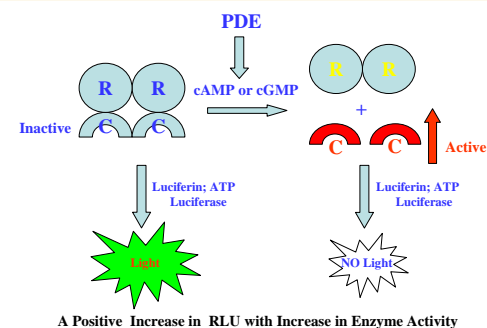 PDE
R R
R R
cAMP or cGMP
+
Inactive
C C
C C
Active
Luciferin; ATP
Luciferase
Luciferin; ATP
Luciferase
Light
NO Light
A Positive Increase in RLU with Increase in Enzyme Activity